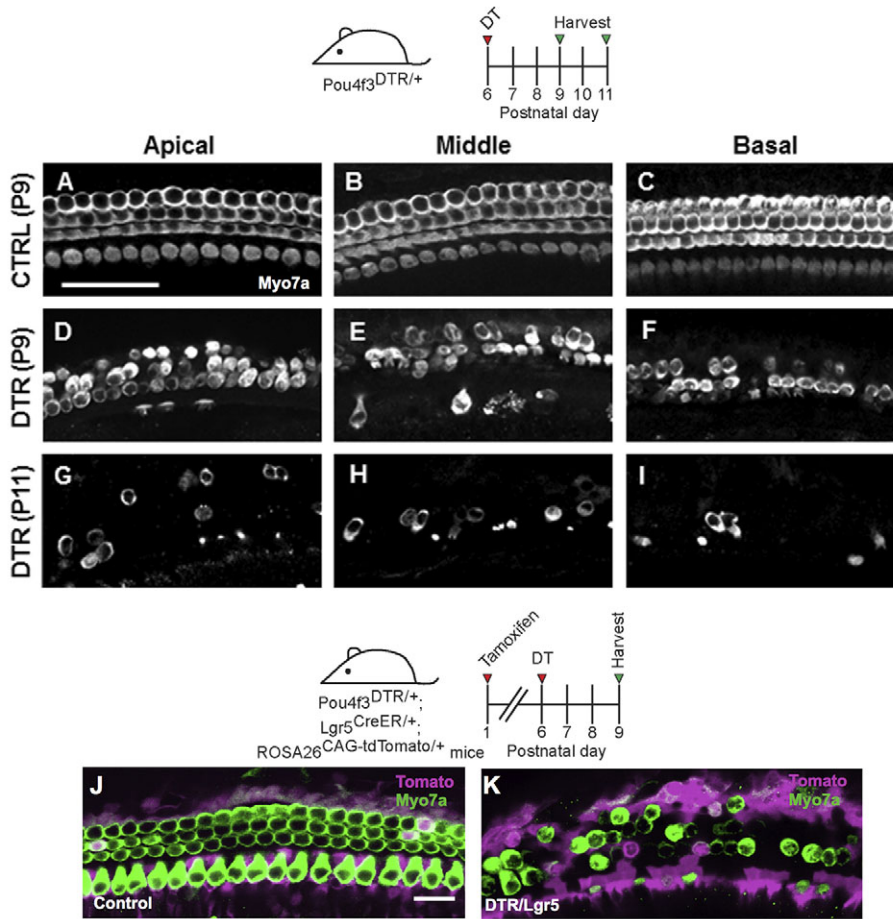 DT Harvest
Pou4f3DTR/+
6 7 8 9 10 11
Postnatal day
Apical Middle Basal
CTRL (P9)
A B C
Myo7a
DTR (P9)
D E F
DTR (P11)
G H I
Tamoxifen DT Harvest
Pou4f3DTR/+;
Lgr5CreER/+;
ROSA26CAG-tdTomato/+ mice
1 6 7 8 9
Postnatal day
J Tomato
Myo7a
Control
K Tomato
Myo7a
DTR/Lgr5